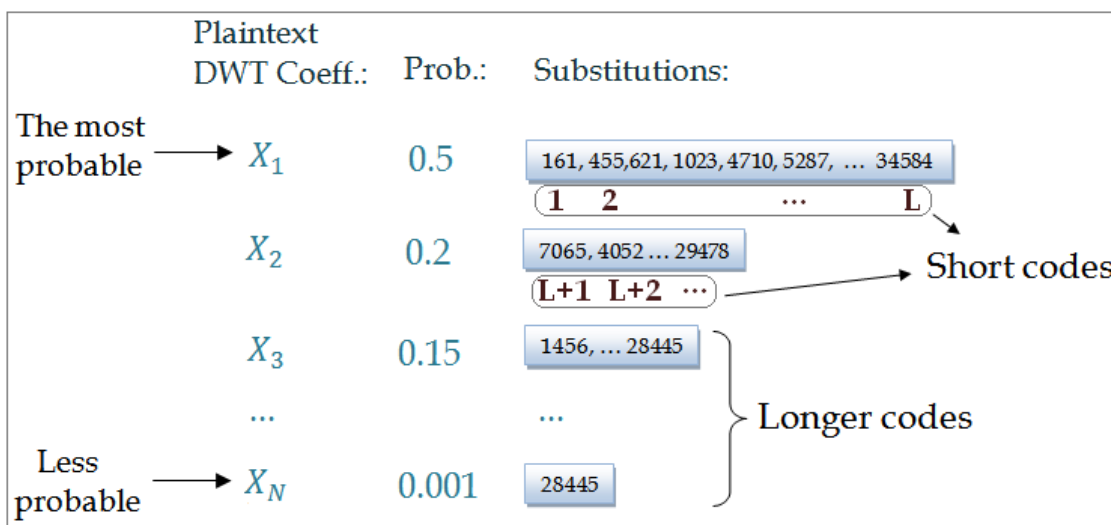 Plaintext
DWT Coeff.: Prob.: Substitutions:
The most
probable
X₁ 0.5 161, 455,621, 1023, 4710, 5287, … 34584
1 2 … L
X₂ 0.2 7065, 4052 … 29478
L+1 L+2 …
Short codes
X₃ 0.15 1456, … 28445
… … …
Longer codes
Less
probable
X_N 0.001 28445